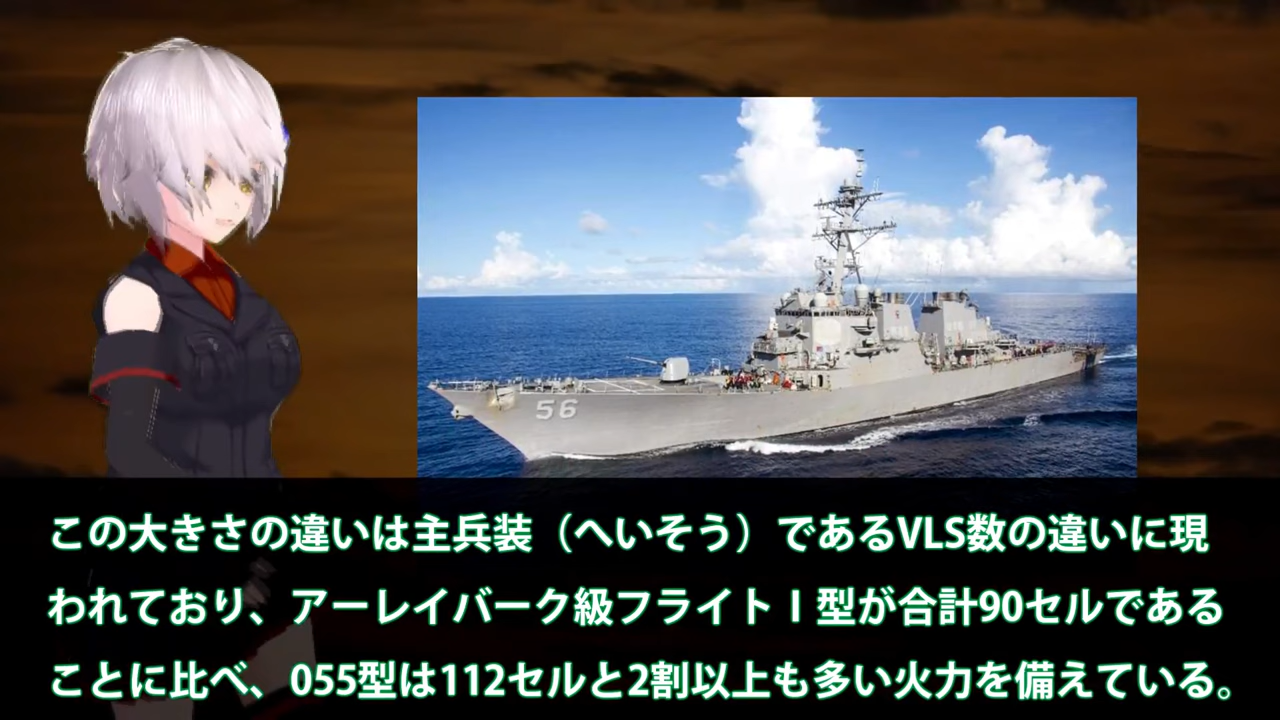 56
この大きさの違いは主兵装（へいそう）であるVLS数の違いに現
われており、アーレイバーク級フライトⅠ型が合計90セルである
ことに比べ、055型は112セルと2割以上も多い火力を備えている。